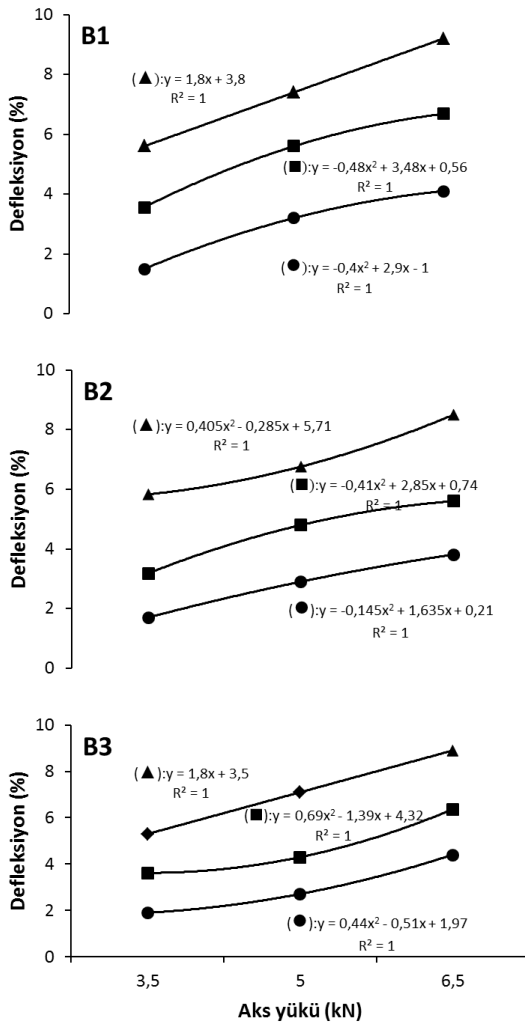 B1
Defleksiyon (%)
10
8
6
4
2
0
(▲):y = 1,8x + 3,8
R² = 1
(■):y = -0,48x² + 3,48x + 0,56
R² = 1
(●):y = -0,4x² + 2,9x - 1
R² = 1
B2
Defleksiyon (%)
10
8
6
4
2
0
(▲):y = 0,405x² - 0,285x + 5,71
R² = 1
(■):y = -0,41x² + 2,85x + 0,74
R² = 1
(●):y = -0,145x² + 1,635x + 0,21
R² = 1
B3
Defleksiyon (%)
10
8
6
4
2
0
(▲):y = 1,8x + 3,5
R² = 1
(■):y = 0,69x² - 1,39x + 4,32
R² = 1
(●):y = 0,44x² - 0,51x + 1,97
R² = 1
3,5 5 6,5
Aks yükü (kN)